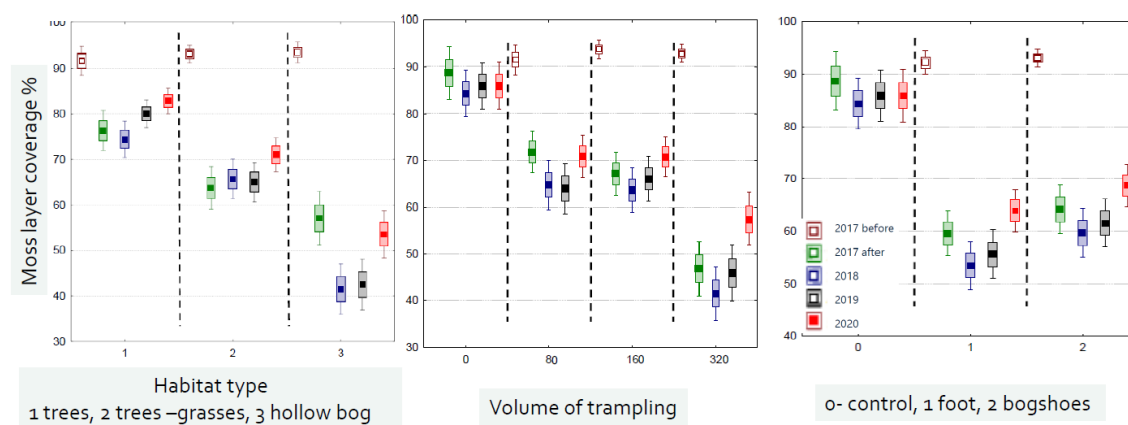 Moss layer coverage %
100
90
80
70
60
50
40
30
1 2 3
Habitat type
1 trees, 2 trees –grasses, 3 hollow bog
100
90
80
70
60
50
40
30
0 80 160 320
Volume of trampling
100
90
80
70
60
50
40
0 1 2
2017 before
2017 after
2018
2019
2020
0- control, 1 foot, 2 bogshoes